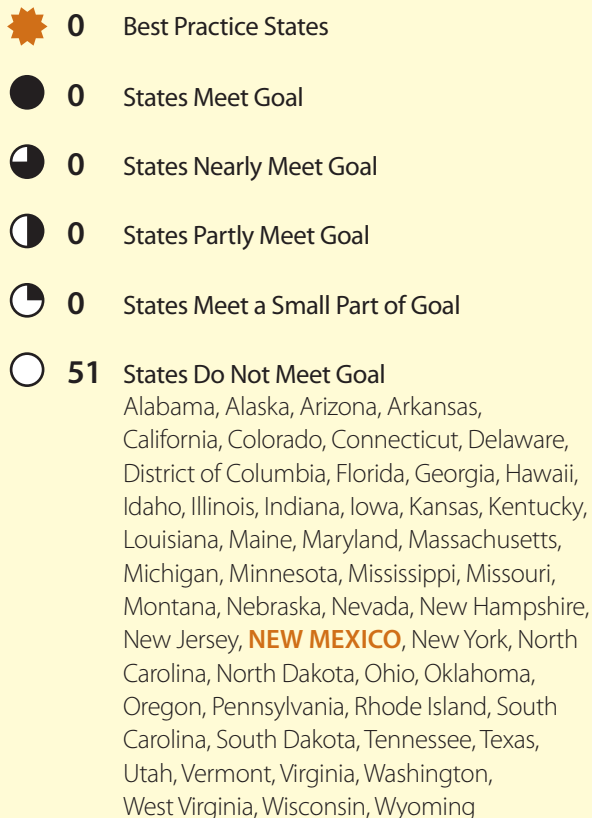 0 Best Practice States
0 States Meet Goal
0 States Nearly Meet Goal
0 States Partly Meet Goal
0 States Meet a Small Part of Goal
51 States Do Not Meet Goal
Alabama, Alaska, Arizona, Arkansas,
California, Colorado, Connecticut, Delaware,
District of Columbia, Florida, Georgia, Hawaii,
Idaho, Illinois, Indiana, Iowa, Kansas, Kentucky,
Louisiana, Maine, Maryland, Massachusetts,
Michigan, Minnesota, Mississippi, Missouri,
Montana, Nebraska, Nevada, New Hampshire,
New Jersey, NEW MEXICO, New York, North
Carolina, North Dakota, Ohio, Oklahoma,
Oregon, Pennsylvania, Rhode Island, South
Carolina, South Dakota, Tennessee, Texas,
Utah, Vermont, Virginia, Washington,
West Virginia, Wisconsin, Wyoming